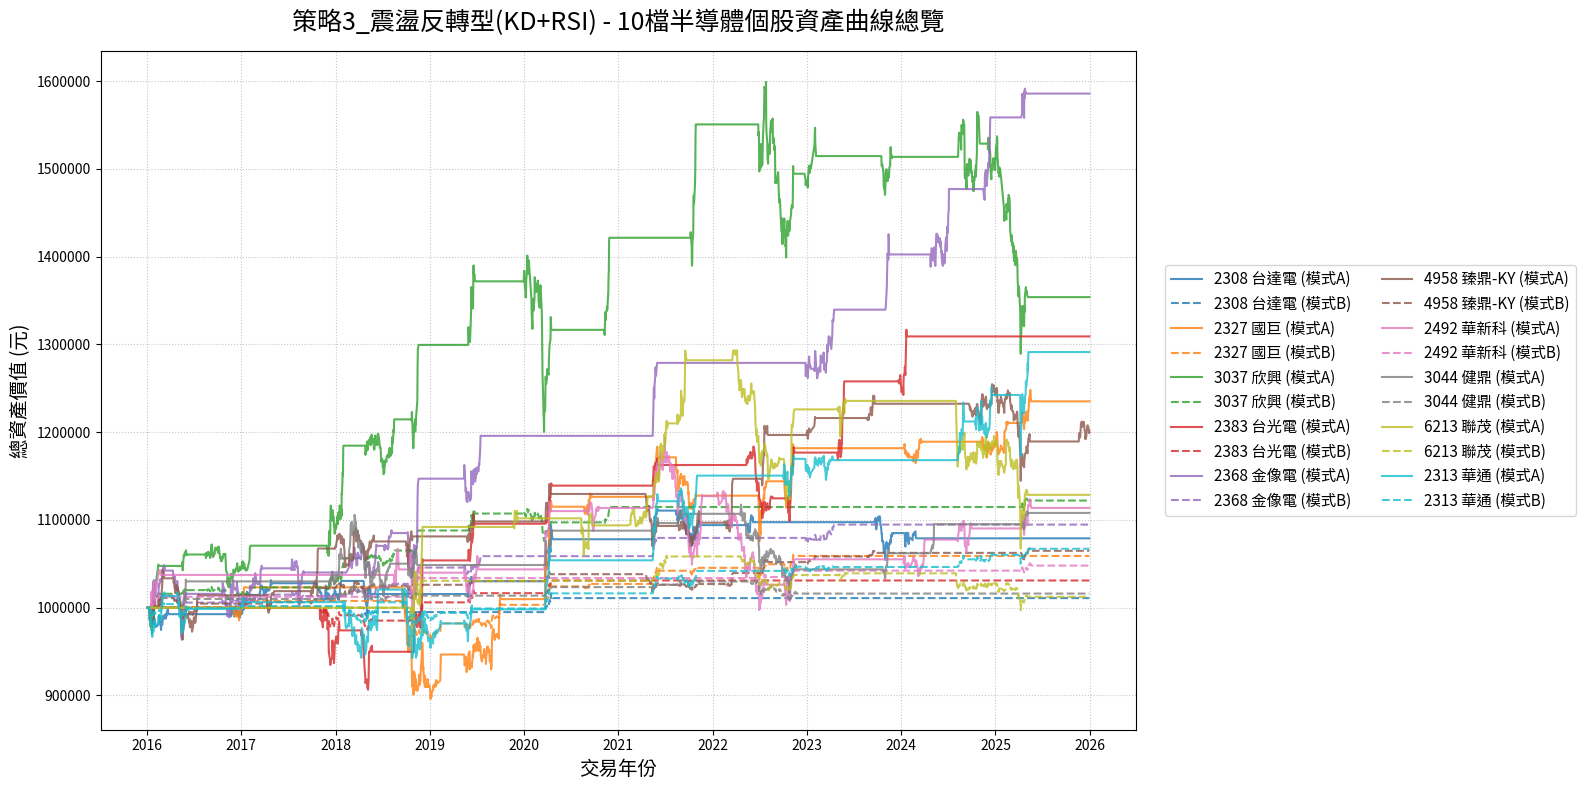 策略3_震盪反轉型(KD+RSI) - 10檔半導體個股資產曲線總覽
總資產價值 (元)
1600000
1500000
1400000
1300000
1200000
1100000
1000000
900000
2016 2017 2018 2019 2020 2021 2022 2023 2024 2025 2026
交易年份
2308 台達電 (模式A)
2308 台達電 (模式B)
2327 國巨 (模式A)
2327 國巨 (模式B)
3037 欣興 (模式A)
3037 欣興 (模式B)
2383 台光電 (模式A)
2383 台光電 (模式B)
2368 金像電 (模式A)
2368 金像電 (模式B)
4958 臻鼎-KY (模式A)
4958 臻鼎-KY (模式B)
2492 華新科 (模式A)
2492 華新科 (模式B)
3044 健鼎 (模式A)
3044 健鼎 (模式B)
6213 聯茂 (模式A)
6213 聯茂 (模式B)
2313 華通 (模式A)
2313 華通 (模式B)